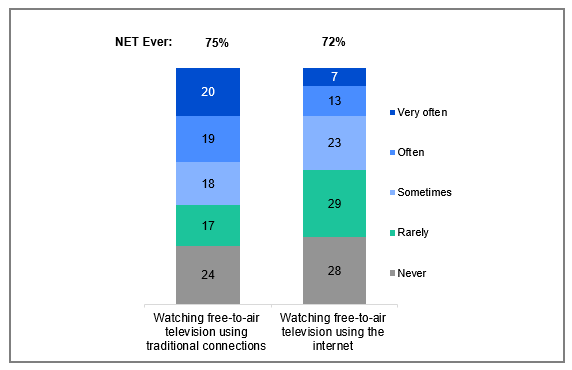 NET Ever: 75% 72%
20 7
19 13
18 23
17 29
24 28
Very often
Often
Sometimes
Rarely
Never
Watching free-to-air
television using
traditional connections
Watching free-to-air
television using the
internet